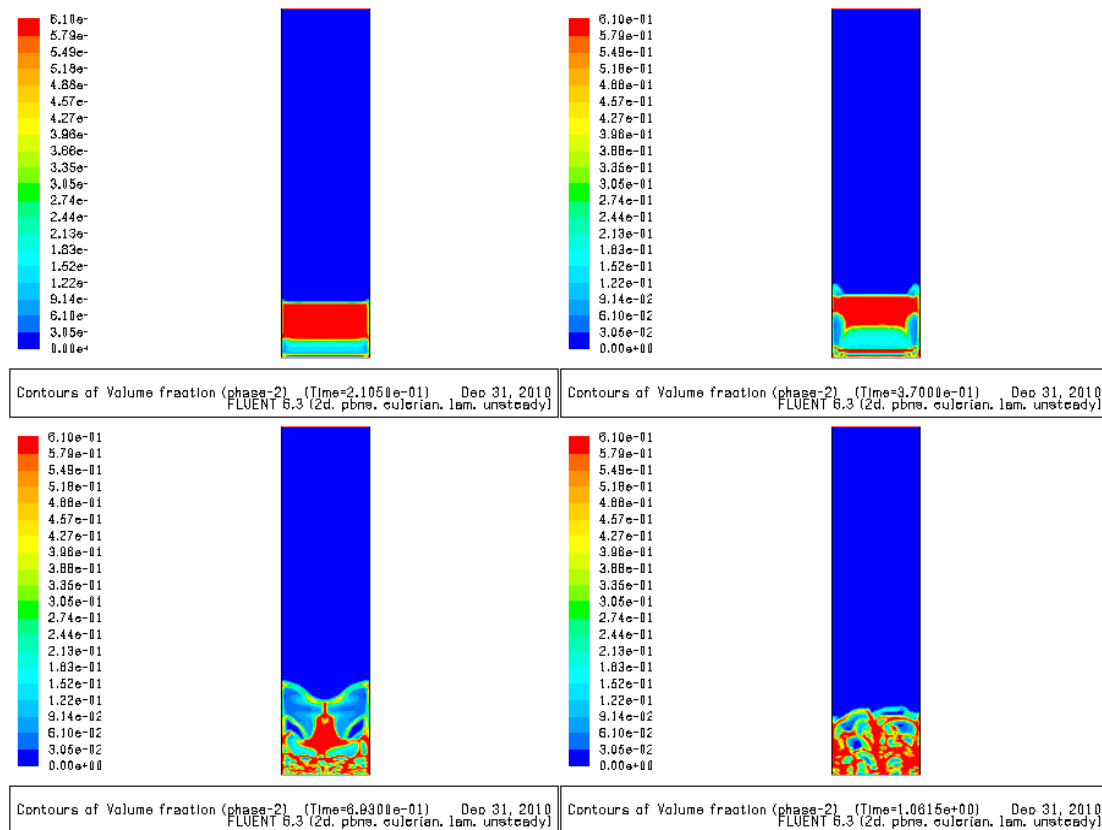 6.10e-
5.79e-
5.49e-
5.18e-
4.88e-
4.57e-
4.27e-
3.96e-
3.66e-
3.35e-
3.05e-
2.74e-
2.44e-
2.13e-
1.83e-
1.52e-
1.22e-
9.14e-
6.10e-
3.05e-
0.00e+
Contours of Volume fraction (phase-2) (Time=2.1050e-01) Dec 31, 2010
FLUENT 6.3 (2d, pbns, eulerian, lam, unsteady)
6.10e-01
5.79e-01
5.49e-01
5.18e-01
4.88e-01
4.57e-01
4.27e-01
3.96e-01
3.66e-01
3.35e-01
3.05e-01
2.74e-01
2.44e-01
2.13e-01
1.83e-01
1.52e-01
1.22e-01
9.14e-02
6.10e-02
3.05e-02
0.00e+00
Contours of Volume fraction (phase-2) (Time=3.7000e-01) Dec 31, 2010
FLUENT 6.3 (2d, pbns, eulerian, lam, unsteady)
6.10e-01
5.79e-01
5.49e-01
5.18e-01
4.88e-01
4.57e-01
4.27e-01
3.96e-01
3.66e-01
3.35e-01
3.05e-01
2.74e-01
2.44e-01
2.13e-01
1.83e-01
1.52e-01
1.22e-01
9.14e-02
6.10e-02
3.05e-02
0.00e+00
Contours of Volume fraction (phase-2) (Time=6.9300e-01) Dec 31, 2010
FLUENT 6.3 (2d, pbns, eulerian, lam, unsteady)
6.10e-01
5.79e-01
5.49e-01
5.18e-01
4.88e-01
4.57e-01
4.27e-01
3.96e-01
3.66e-01
3.35e-01
3.05e-01
2.74e-01
2.44e-01
2.13e-01
1.83e-01
1.52e-01
1.22e-01
9.14e-02
6.10e-02
3.05e-02
0.00e+00
Contours of Volume fraction (phase-2) (Time=1.0615e+00) Dec 31, 2010
FLUENT 6.3 (2d, pbns, eulerian, lam, unsteady)